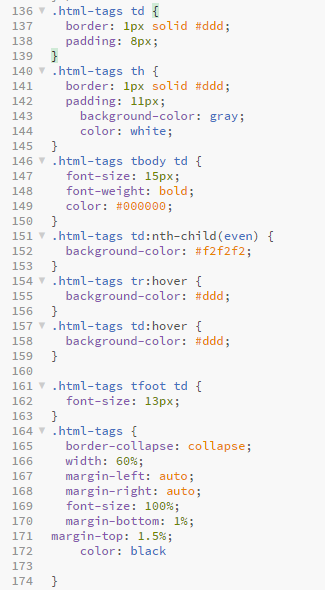 136 .html-tags td {
137 border: 1px solid #ddd;
138 padding: 8px;
139 }
140 .html-tags th {
141 border: 1px solid #ddd;
142 padding: 11px;
143 background-color: gray;
144 color: white;
145 }
146 .html-tags tbody td {
147 font-size: 15px;
148 font-weight: bold;
149 color: #000000;
150 }
151 .html-tags td:nth-child(even) {
152 background-color: #f2f2f2;
153 }
154 .html-tags tr:hover {
155 background-color: #ddd;
156 }
157 .html-tags td:hover {
158 background-color: #ddd;
159 }
160
161 .html-tags tfoot td {
162 font-size: 13px;
163 }
164 .html-tags {
165 border-collapse: collapse;
166 width: 60%;
167 margin-left: auto;
168 margin-right: auto;
169 font-size: 100%;
170 margin-bottom: 1%;
171 margin-top: 1.5%;
172 color: black
173
174 }